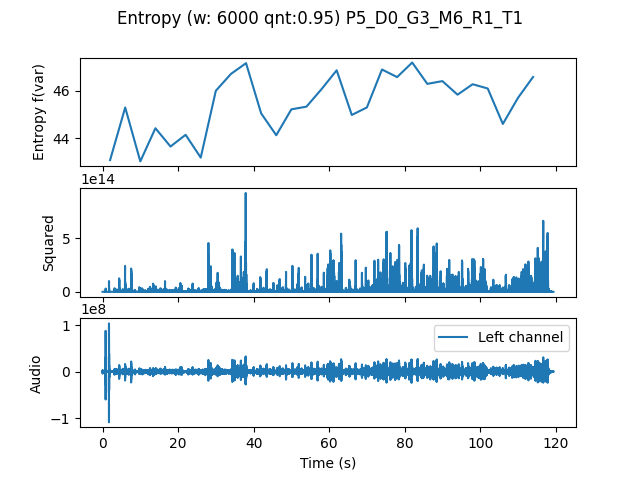 Entropy (w: 6000 qnt:0.95) P5_D0_G3_M6_R1_T1
Entropy f(var)
46
44
1e14
Squared
5
0
1e8
Audio
1
0
−1
Left channel
0 20 40 60 80 100 120
Time (s)